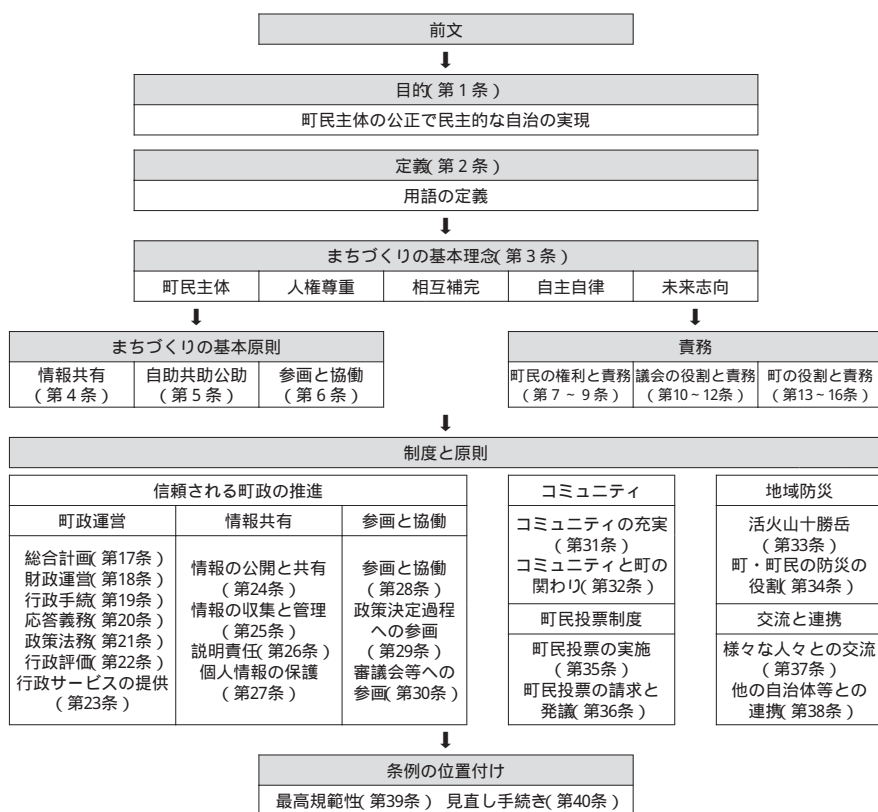 前文
目的(第1条)
町民主体の公正で民主的な自治の実現
定義(第2条)
用語の定義
まちづくりの基本理念(第3条)
町民主体
人権尊重
相互補完
自主自律
未来志向
まちづくりの基本原則
情報共有
(第4条)
自助共助公助
(第5条)
参画と協働
(第6条)
責務
町民の権利と責務
(第7~9条)
議会の役割と責務
(第10~12条)
町の役割と責務
(第13~16条)
制度と原則
信頼される町政の推進
町政運営
総合計画(第17条)
財政運営(第18条)
行政手続(第19条)
応答義務(第20条)
政策法務(第21条)
行政評価(第22条)
行政サービスの提供
(第23条)
情報共有
情報の公開と共有
(第24条)
情報の収集と管理
(第25条)
説明責任(第26条)
個人情報の保護
(第27条)
参画と協働
参画と協働
(第28条)
政策決定過程
への参画
(第29条)
審議会等への
参画(第30条)
コミュニティ
コミュニティの充実
(第31条)
コミュニティと町の
関わり(第32条)
町民投票制度
町民投票の実施
(第35条)
町民投票の請求と
発議(第36条)
地域防災
活火山十勝岳
(第33条)
町・町民の防災の
役割(第34条)
交流と連携
様々な人々との交流
(第37条)
他の自治体等との
連携(第38条)
条例の位置付け
最高規範性(第39条) 見直し手続き(第40条)